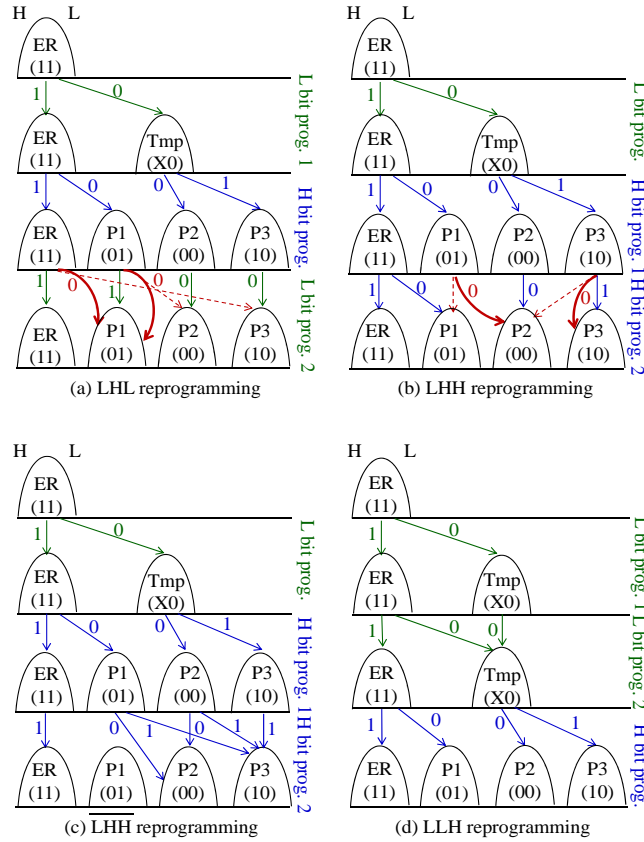 H L
ER
(11)
1 0
L bit prog. 1
ER
(11)
Tmp
(X0)
1 0 0 1
H bit prog.
ER
(11)
P1
(01)
P2
(00)
P3
(10)
1 0 1 0 0 0
L bit prog. 2
ER
(11)
P1
(01)
P2
(00)
P3
(10)
(a) LHL reprogramming
H L
ER
(11)
1 0
L bit prog.
ER
(11)
Tmp
(X0)
1 0 0 1
H bit prog. 1
ER
(11)
P1
(01)
P2
(00)
P3
(10)
1 0 0 0 0 1
H bit prog. 2
ER
(11)
P1
(01)
P2
(00)
P3
(10)
(b) LHH reprogramming
H L
ER
(11)
1 0
L bit prog.
ER
(11)
Tmp
(X0)
1 0 0 1
H bit prog. 1
ER
(11)
P1
(01)
P2
(00)
P3
(10)
1 0 1 0 1 1
H bit prog. 2
ER
(11)
P1
(01)
P2
(00)
P3
(10)
(c) LHH reprogramming
H L
ER
(11)
1 0
L bit prog. 1
ER
(11)
Tmp
(X0)
1 0 0
L bit prog. 2
ER
(11)
Tmp
(X0)
1 0 0 1
H bit prog.
ER
(11)
P1
(01)
P2
(00)
P3
(10)
(d) LLH reprogramming